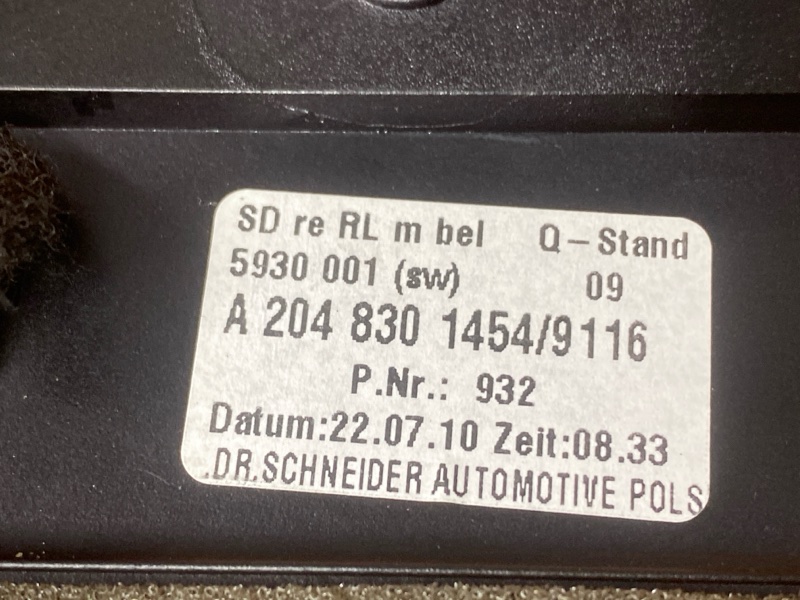 SD re RL m bel Q-Stand
5930 001 (sw) 09
A 204 830 1454/9116
P.Nr.: 932
Datum:22.07.10 Zeit:08.33
.DR.SCHNEIDER AUTOMOTIVE POLS